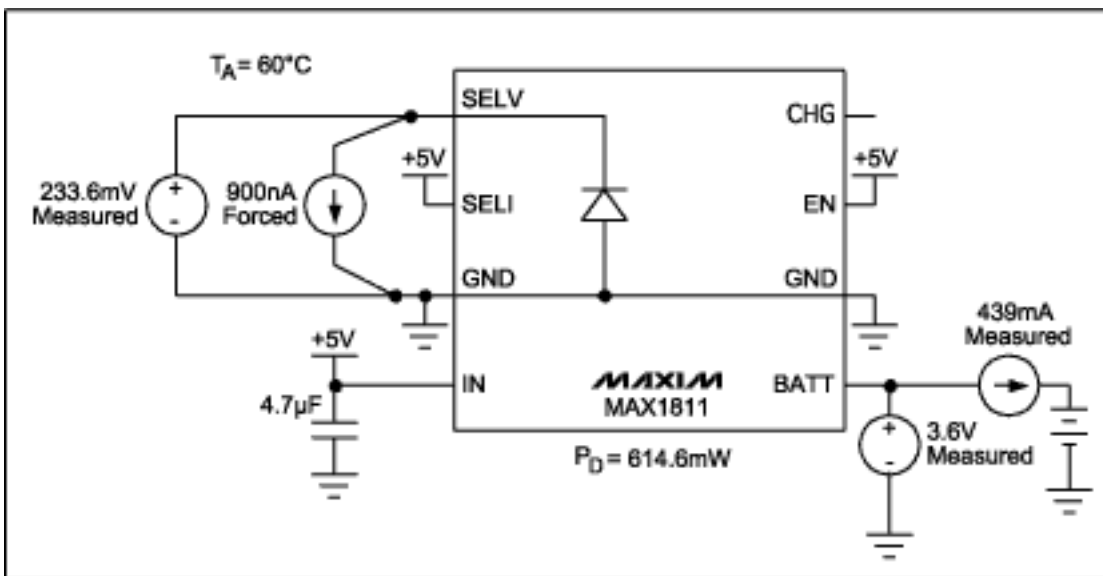 TA = 60°C
SELV
CHG
+5V
+5V
233.6mV
Measured
+
-
900nA
Forced
SELI
EN
GND
GND
439mA
Measured
+5V
IN
MAXIM
BATT
4.7µF
MAX1811
+
-
3.6V
Measured
PD = 614.6mW